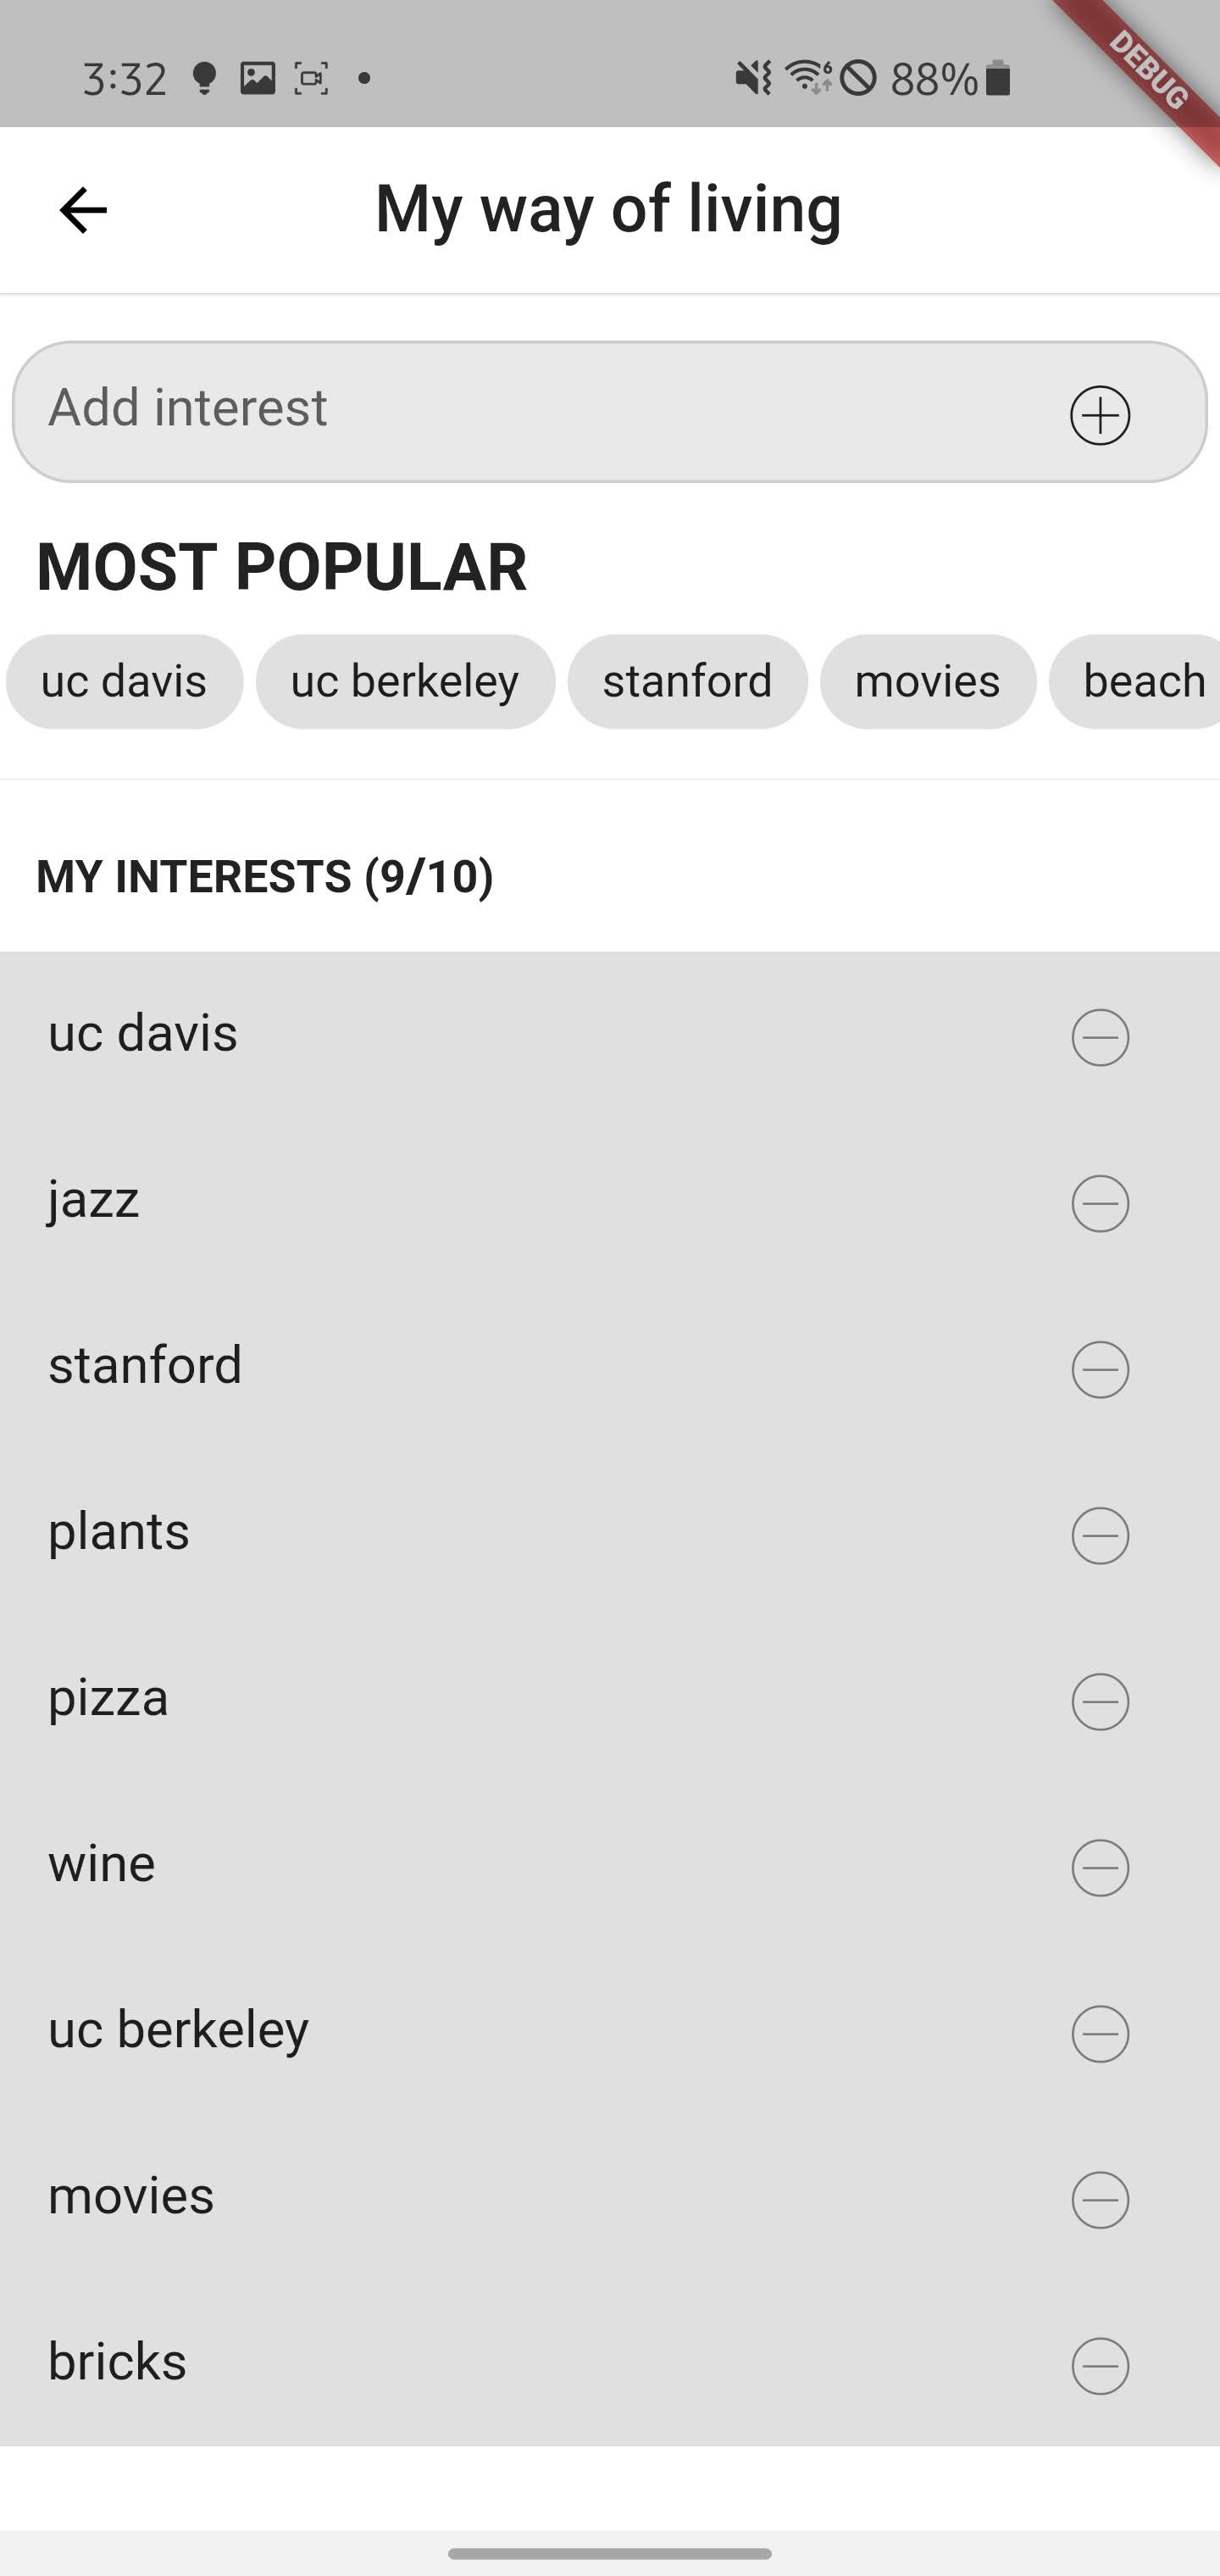 3:32
88%
DEBUG
My way of living
Add interest
MOST POPULAR
uc davis uc berkeley stanford movies beach
MY INTERESTS (9/10)
uc davis
jazz
stanford
plants
pizza
wine
uc berkeley
movies
bricks